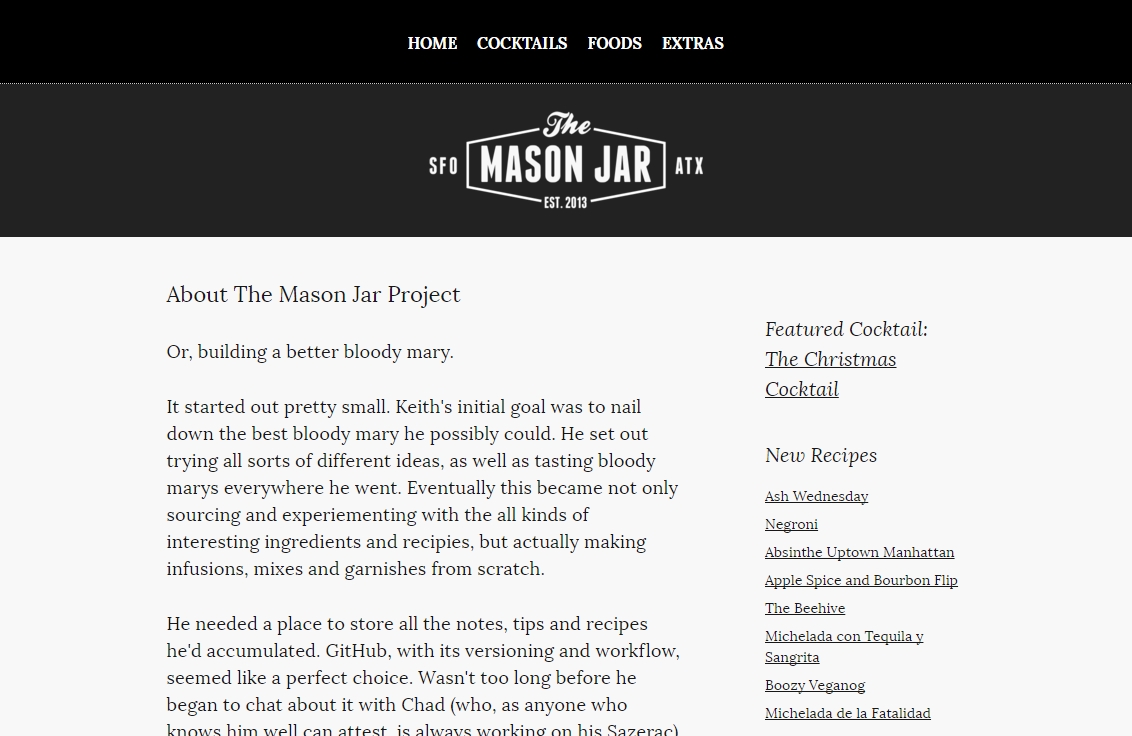 HOME COCKTAILS FOODS EXTRAS
The
SFO MASON JAR ATX
EST. 2013
About The Mason Jar Project
Or, building a better bloody mary.
It started out pretty small. Keith's initial goal was to nail
down the best bloody mary he possibly could. He set out
trying all sorts of different ideas, as well as tasting bloody
marys everywhere he went. Eventually this became not only
sourcing and experiementing with the all kinds of
interesting ingredients and recipies, but actually making
infusions, mixes and garnishes from scratch.
He needed a place to store all the notes, tips and recipes
he'd accumulated. GitHub, with its versioning and workflow,
seemed like a perfect choice. Wasn't too long before he
began to chat about it with Chad (who, as anyone who
knows him well can attest, is always working on his Sazerac)
Featured Cocktail:
The Christmas
Cocktail
New Recipes
Ash Wednesday
Negroni
Absinthe Uptown Manhattan
Apple Spice and Bourbon Flip
The Beehive
Michelada con Tequila y
Sangrita
Boozy Veganog
Michelada de la Fatalidad